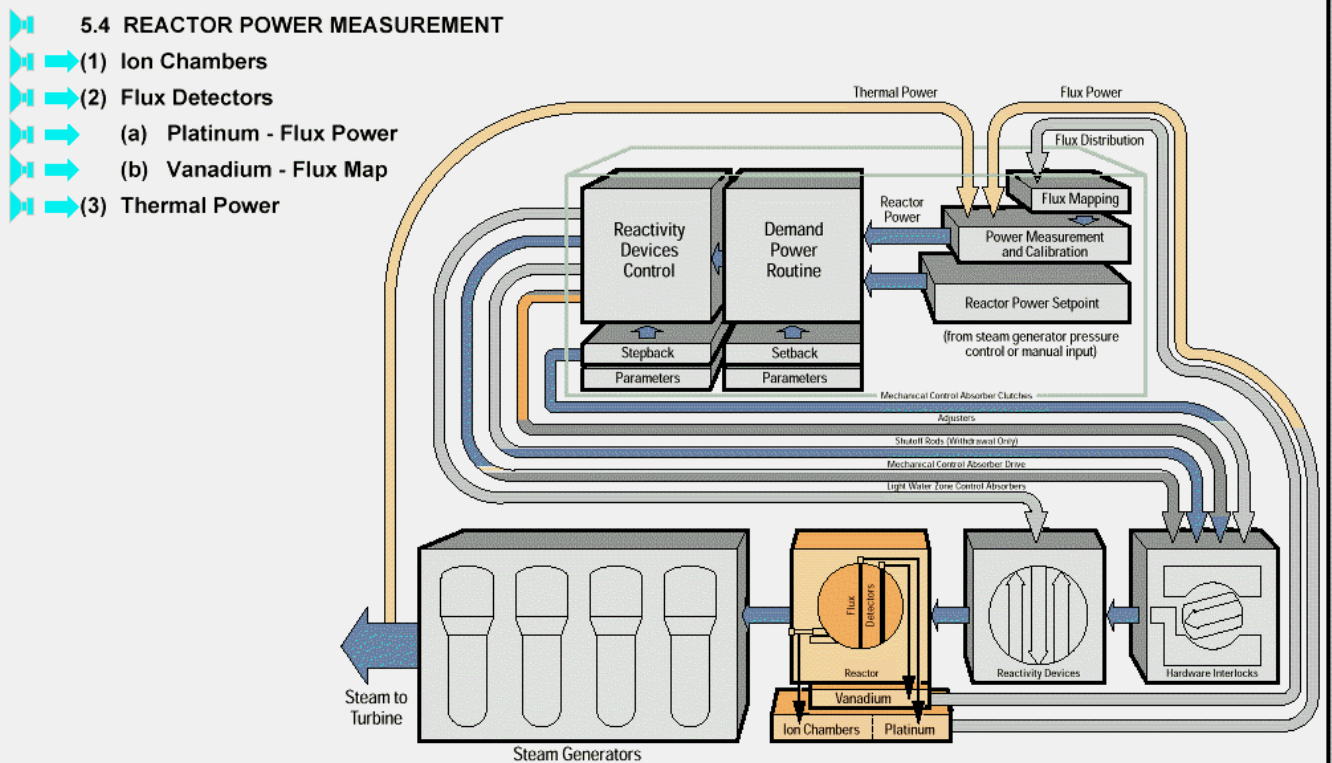 5.4 REACTOR POWER MEASUREMENT
(1) Ion Chambers
(2) Flux Detectors
(a) Platinum - Flux Power
(b) Vanadium - Flux Map
(3) Thermal Power
Thermal Power
Flux Power
Flux Distribution
Flux Mapping
Reactor
Power
Power Measurement
and Calibration
Reactor Power Setpoint
(from steam generator pressure
control or manual input)
Reactivity
Devices
Control
Demand
Power
Routine
Stepback
Parameters
Setback
Parameters
Mechanical Control Absorber Clutches
Adjusters
Shutoff Rods (Withdrawal Only)
Mechanical Control Absorber Drive
Light Water Zone Control Absorbers
Steam to
Turbine
Steam Generators
Flux
Detectors
Reactor
Vanadium
Ion Chambers
Platinum
Reactivity Devices
Hardware Interlocks